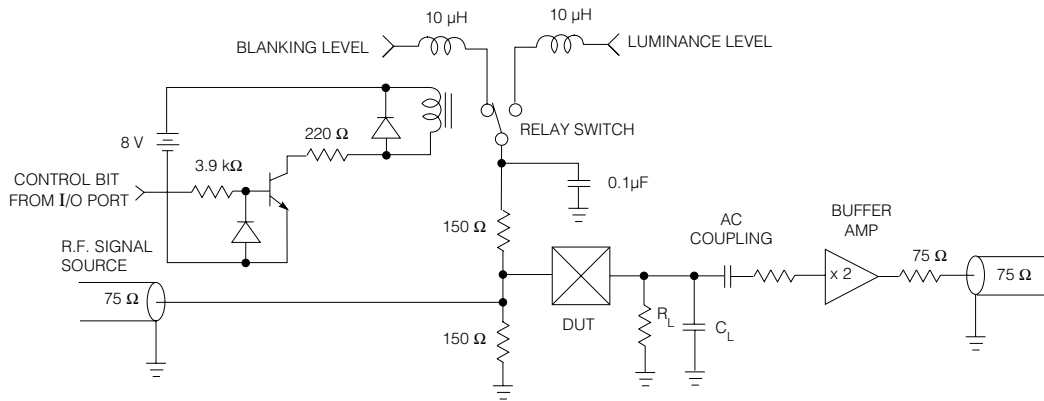 10 µH
10 µH
BLANKING LEVEL
LUMINANCE LEVEL
RELAY SWITCH
8 V
220 Ω
3.9 kΩ
CONTROL BIT
FROM I/O PORT
0.1µF
150 Ω
AC
COUPLING
BUFFER
AMP
R.F. SIGNAL
SOURCE
75 Ω
x 2
75 Ω
75 Ω
DUT
RL
CL
150 Ω